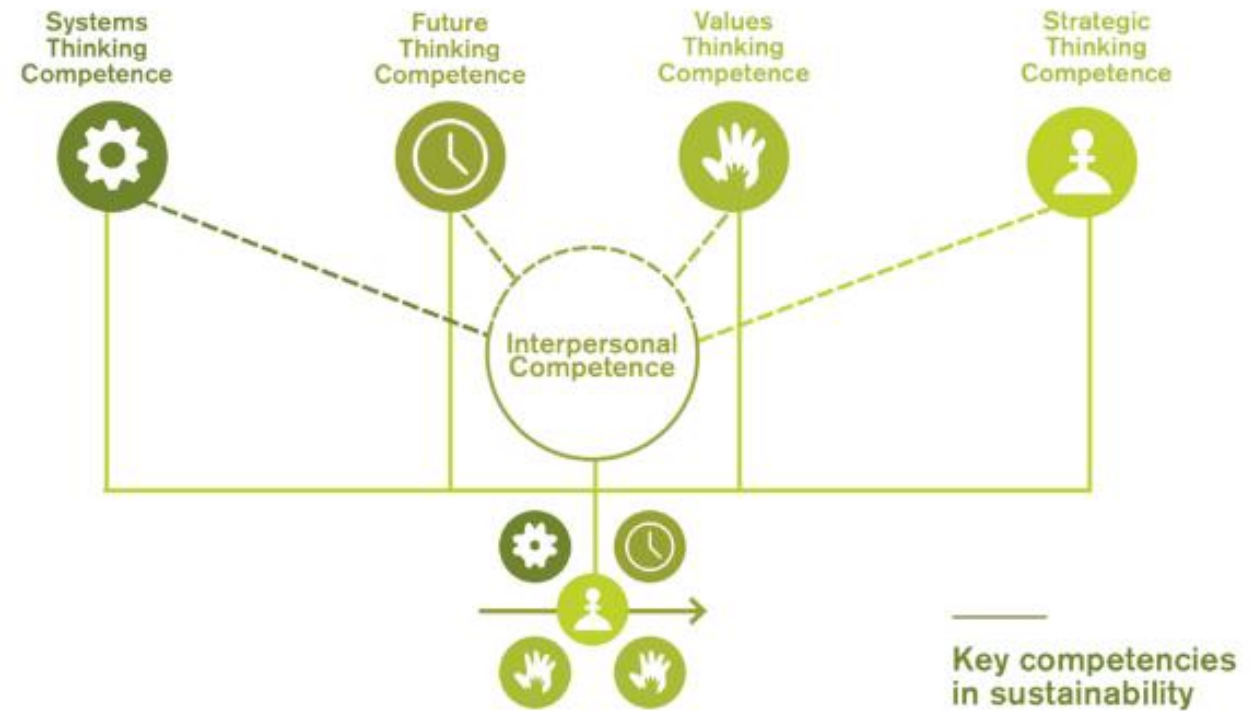 Systems
Thinking
Competence
Future
Thinking
Competence
Values
Thinking
Competence
Strategic
Thinking
Competence
Interpersonal
Competence
Key competencies
in sustainability